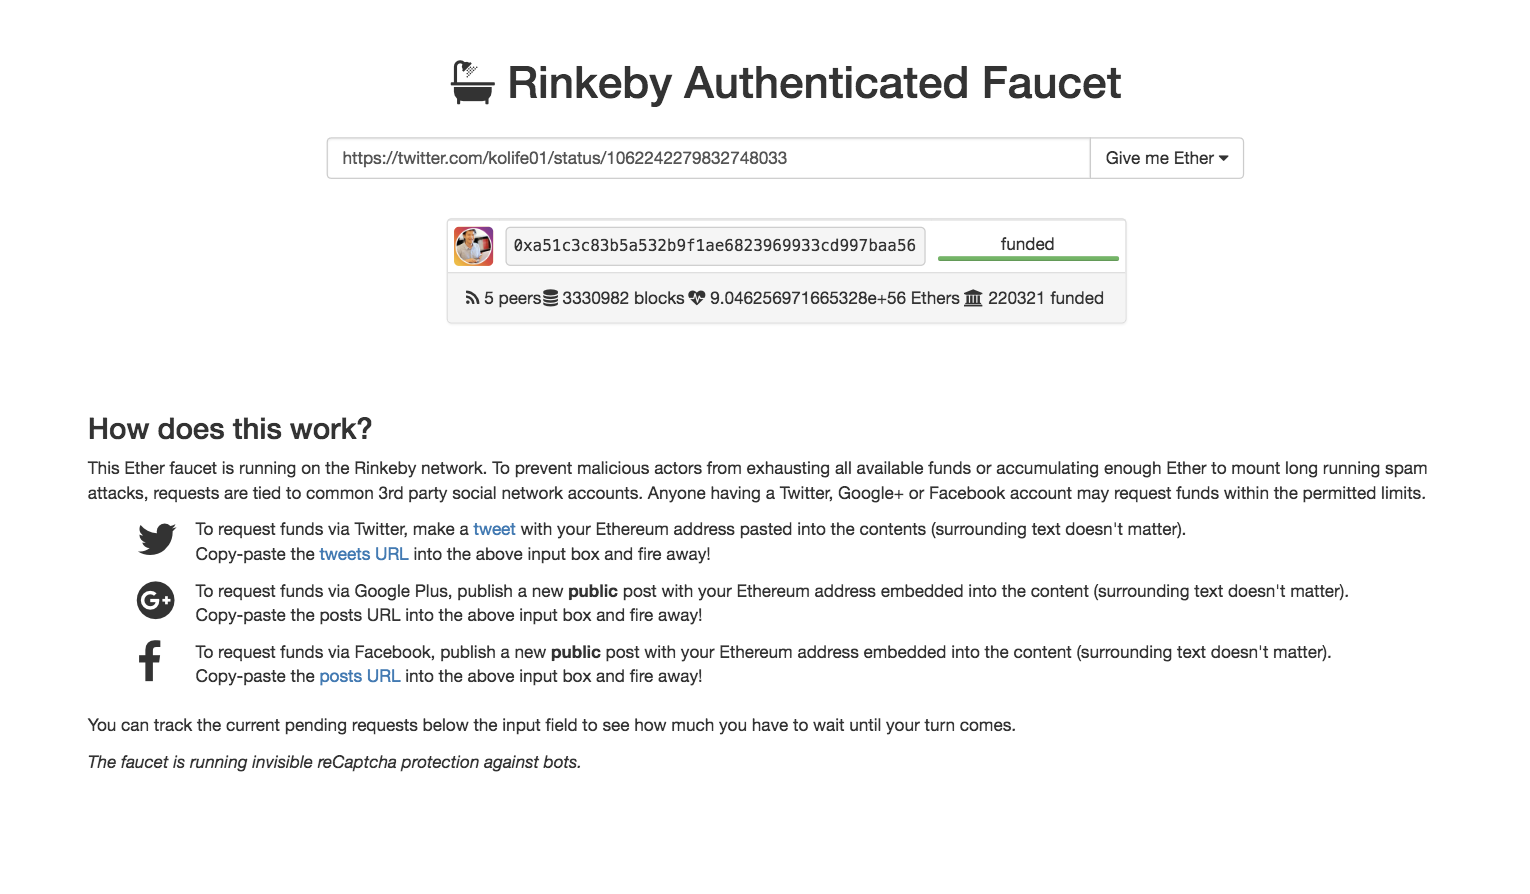 Rinkeby Authenticated Faucet
https://twitter.com/kolife01/status/1062242279832748033
Give me Ether
0xa51c3c83b5a532b9f1ae6823969933cd997baa56
funded
5 peers 3330982 blocks 9.046256971665328e+56 Ethers 220321 funded
How does this work?
This Ether faucet is running on the Rinkeby network. To prevent malicious actors from exhausting all available funds or accumulating enough Ether to mount long running spam
attacks, requests are tied to common 3rd party social network accounts. Anyone having a Twitter, Google+ or Facebook account may request funds within the permitted limits.
To request funds via Twitter, make a tweet with your Ethereum address pasted into the contents (surrounding text doesn't matter).
Copy-paste the tweets URL into the above input box and fire away!
G+
To request funds via Google Plus, publish a new public post with your Ethereum address embedded into the content (surrounding text doesn't matter).
Copy-paste the posts URL into the above input box and fire away!
To request funds via Facebook, publish a new public post with your Ethereum address embedded into the content (surrounding text doesn't matter).
Copy-paste the posts URL into the above input box and fire away!
You can track the current pending requests below the input field to see how much you have to wait until your turn comes.
The faucet is running invisible reCaptcha protection against bots.